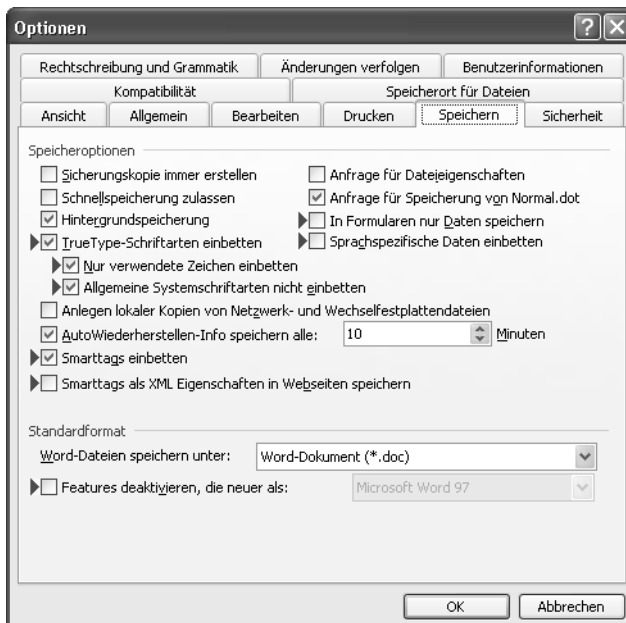 Optionen
Rechtschreibung und Grammatik Änderungen verfolgen Benutzerinformationen
Kompatibilität Speicherort für Dateien
Ansicht Allgemein Bearbeiten Drucken Speichern Sicherheit
Speicheroptionen
Sicherungskopie immer erstellen Anfrage für Dateieigenschaften
Schnellspeicherung zulassen Anfrage für Speicherung von Normal.dot
Hintergrundspeicherung In Formularen nur Daten speichern
TrueType-Schriftarten einbetten Sprachspezifische Daten einbetten
Nur verwendete Zeichen einbetten
Allgemeine Systemschriftarten nicht einbetten
Anlegen lokaler Kopien von Netzwerk- und Wechselfestplattendateien
AutoWiederherstellen-Info speichern alle: 10 Minuten
Smarttags einbetten
Smarttags als XML Eigenschaften in Webseiten speichern
Standardformat
Word-Dateien speichern unter: Word-Dokument (*.doc)
Features deaktivieren, die neuer als: Microsoft Word 97
OK Abbrechen